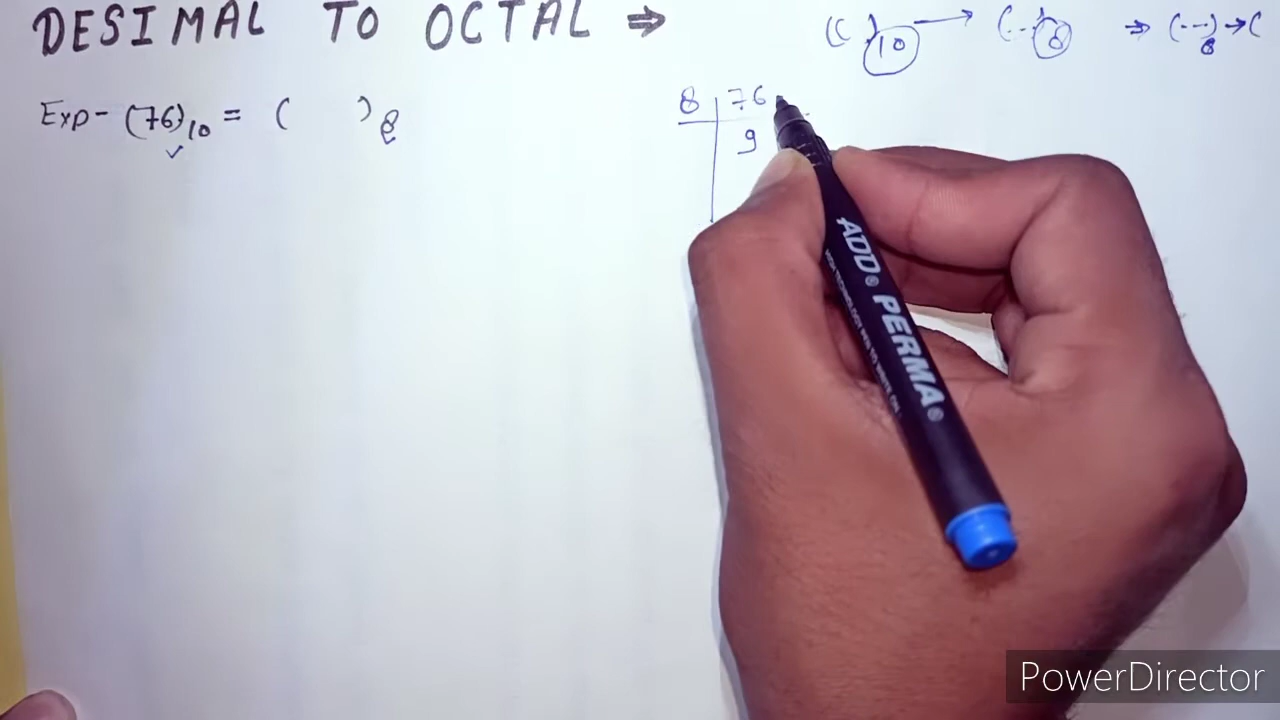 DESIMAL TO OCTAL ⇒
( )10 → (...)8 ⇒ (--)8 → (
Exp- (76)10 = ( )8
8 | 76
9
ADD® PERMA®
PowerDirector